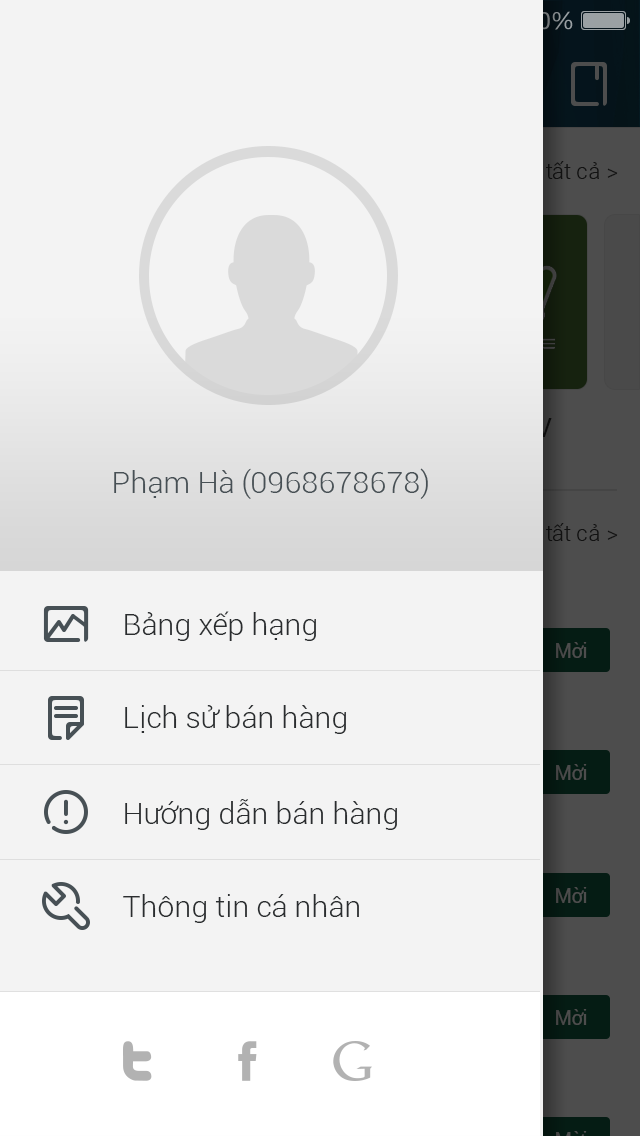 tất cả >
Phạm Hà (0968678678)
tất cả >
Bảng xếp hạng
Mời
Lịch sử bán hàng
Mời
Hướng dẫn bán hàng
Mời
Thông tin cá nhân
Mời